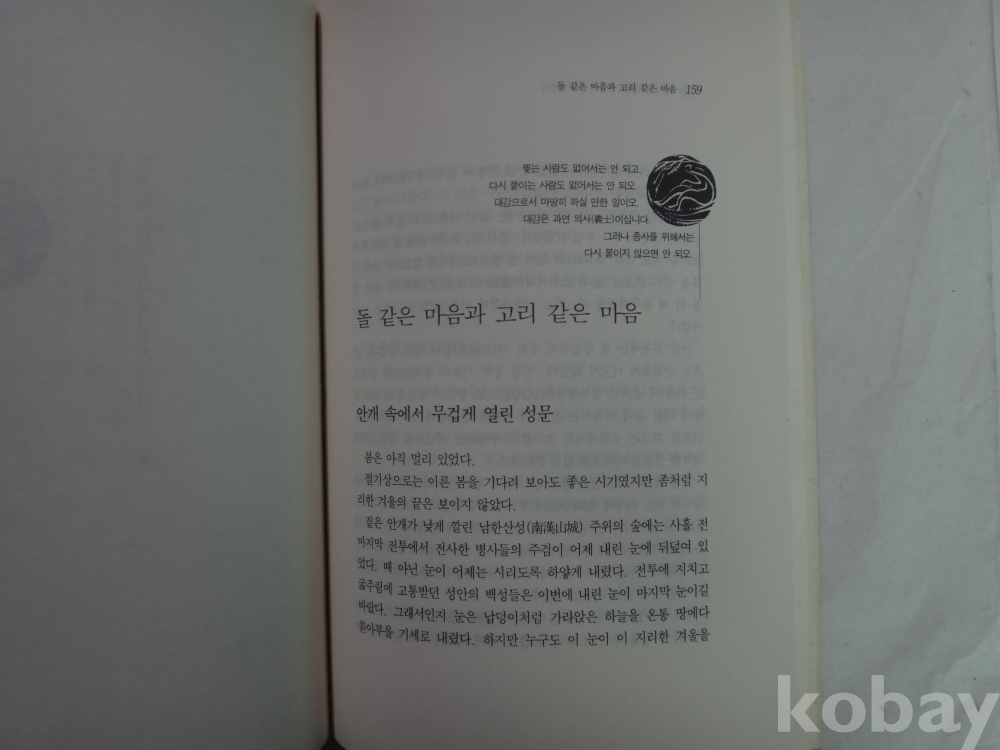 돌 같은 마음과 고리 같은 마음 159
찢는 사람도 없어서는 안 되고,
다시 붙이는 사람도 없어서는 안 되오.
대감으로서 마땅히 하실 만한 일이오.
대감은 과연 의사(義士)이십니다.
그러나 종사를 위해서는
다시 붙이지 않으면 안 되오.
돌 같은 마음과 고리 같은 마음
안개 속에서 무겁게 열린 성문
봄은 아직 멀리 있었다.
절기상으로는 이른 봄을 기다려 보아도 좋은 시기였지만 좀처럼 지
리한 겨울의 끝은 보이지 않았다.
짙은 안개가 낮게 깔린 남한산성(南漢山城) 주위의 숲에는 사흘 전
마지막 전투에서 전사한 병사들의 주검이 어제 내린 눈에 뒤덮여 있
었다. 때 아닌 눈이 어제는 시리도록 하얗게 내렸다. 전투에 지치고
굶주림에 고통받던 성안의 백성들은 이번에 내린 눈이 마지막 눈이길
바랐다. 그래서인지 눈은 납덩이처럼 가라앉은 하늘을 온통 땅에다
쏟아부을 기세로 내렸다. 하지만 누구도 이 눈이 이 지리한 겨울을
kobay